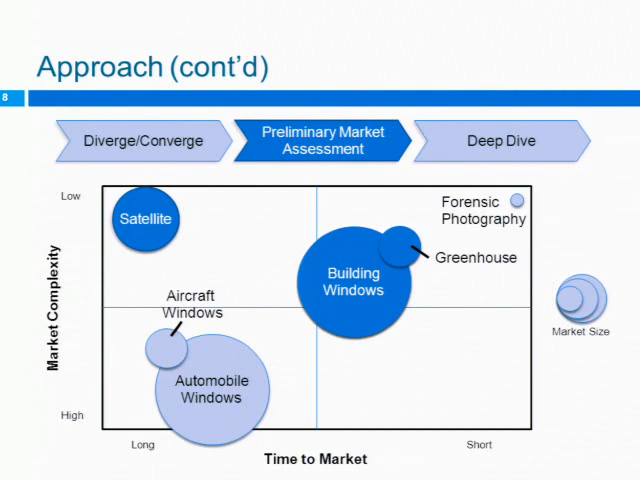 Approach (cont’d)
8
Diverge/Converge
Preliminary Market
Assessment
Deep Dive
Low
Satellite
Forensic
Photography
Greenhouse
Building
Windows
Aircraft
Windows
Automobile
Windows
Market Complexity
High
Market Size
Long
Short
Time to Market